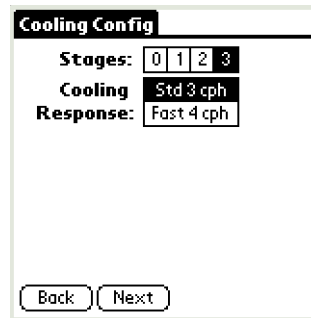 Cooling Config
Stages: 0 1 2 3
Cooling Std 3 cph
Response: Fast 4 cph
Back Next